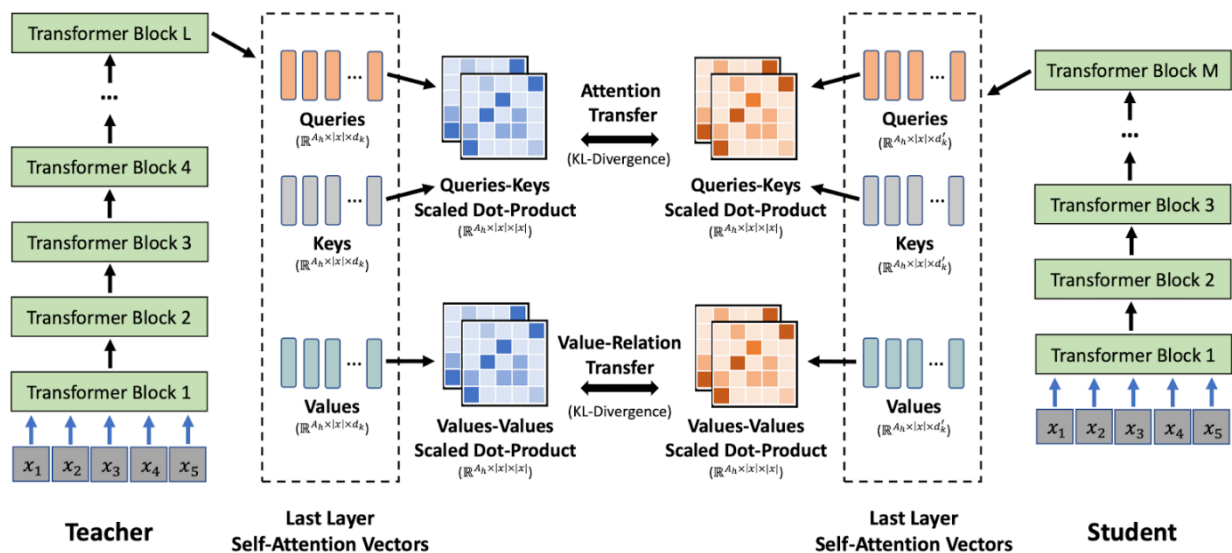 Transformer Block L
...
Transformer Block 4
Transformer Block 3
Transformer Block 2
Transformer Block 1
x₁ x₂ x₃ x₄ x₅
Teacher
...
Queries
(ℝ^{A_h×|x|×d_k})
...
Keys
(ℝ^{A_h×|x|×d_k})
...
Values
(ℝ^{A_h×|x|×d_k})
Last Layer
Self-Attention Vectors
Queries-Keys
Scaled Dot-Product
(ℝ^{A_h×|x|×|x|})
Values-Values
Scaled Dot-Product
(ℝ^{A_h×|x|×|x|})
Attention
Transfer
(KL-Divergence)
Value-Relation
Transfer
(KL-Divergence)
Queries-Keys
Scaled Dot-Product
(ℝ^{A_h×|x|×|x|})
Values-Values
Scaled Dot-Product
(ℝ^{A_h×|x|×|x|})
...
Queries
(ℝ^{A_h×|x|×d'_k})
...
Keys
(ℝ^{A_h×|x|×d'_k})
...
Values
(ℝ^{A_h×|x|×d'_k})
Last Layer
Self-Attention Vectors
Transformer Block M
...
Transformer Block 3
Transformer Block 2
Transformer Block 1
x₁ x₂ x₃ x₄ x₅
Student